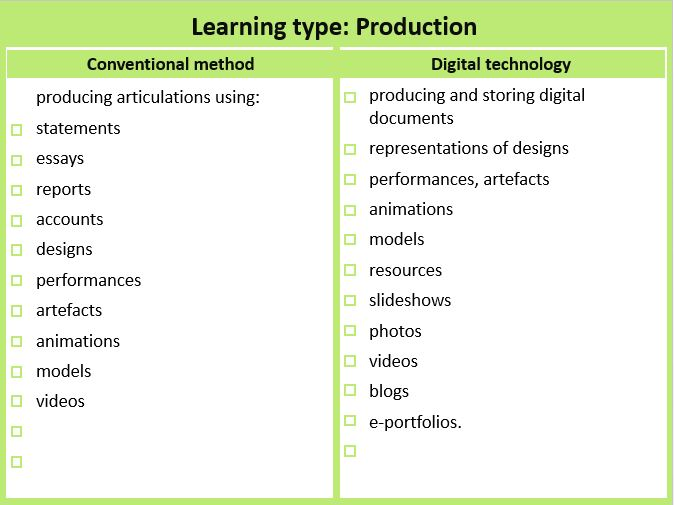 Learning type: Production
Conventional method
producing articulations using:
statements
essays
reports
accounts
designs
performances
artefacts
animations
models
videos
Digital technology
producing and storing digital
documents
representations of designs
performances, artefacts
animations
models
resources
slideshows
photos
videos
blogs
e-portfolios.